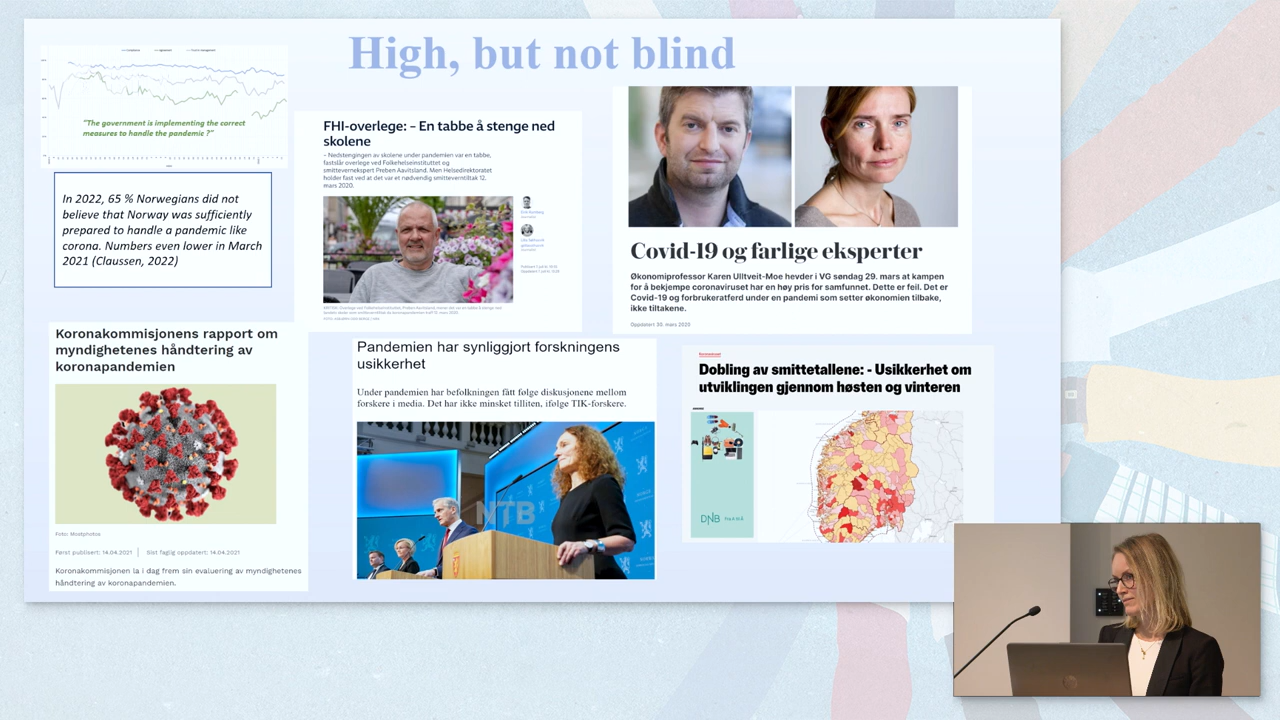 High, but not blind
"The government is implementing the correct
measures to handle the pandemic ?"
In 2022, 65 % Norwegians did not
believe that Norway was sufficiently
prepared to handle a pandemic like
corona. Numbers even lower in March
2021 (Claussen, 2022)
FHI-overlege: – En tabbe å stenge ned
skolene
– Nedstengingen av skolene under pandemien var en tabbe,
fastslår overlege ved Folkehelseinstituttet og
smittevernekspert Preben Aavitsland. Men Helsedirektoratet
holder fast ved at det var et nødvendig smitteverntiltak 12.
mars 2020.
Covid-19 og farlige eksperter
Økonomiprofessor Karen Ulltveit-Moe hevder i VG søndag 29. mars at kampen
for å bekjempe coronaviruset har en høy pris for samfunnet. Dette er feil. Det er
Covid-19 og forbrukeratferd under en pandemi som setter økonomien tilbake,
ikke tiltakene.
Oppdatert 30. mars 2020
Koronakommisjonens rapport om
myndighetenes håndtering av
koronapandemien
Foto: Mostphotos
Først publisert: 14.04.2021 | Sist faglig oppdatert: 14.04.2021
Koronakommisjonen la i dag frem sin evaluering av myndighetenes
håndtering av koronapandemien.
Pandemien har synliggjort forskningens
usikkerhet
Under pandemien har befolkningen fått følge diskusjonene mellom
forskere i media. Det har ikke minsket tilliten, ifølge TIK-forskere.
NTB
Dobling av smittetallene: - Usikkerhet om
utviklingen gjennom høsten og vinteren
DNB